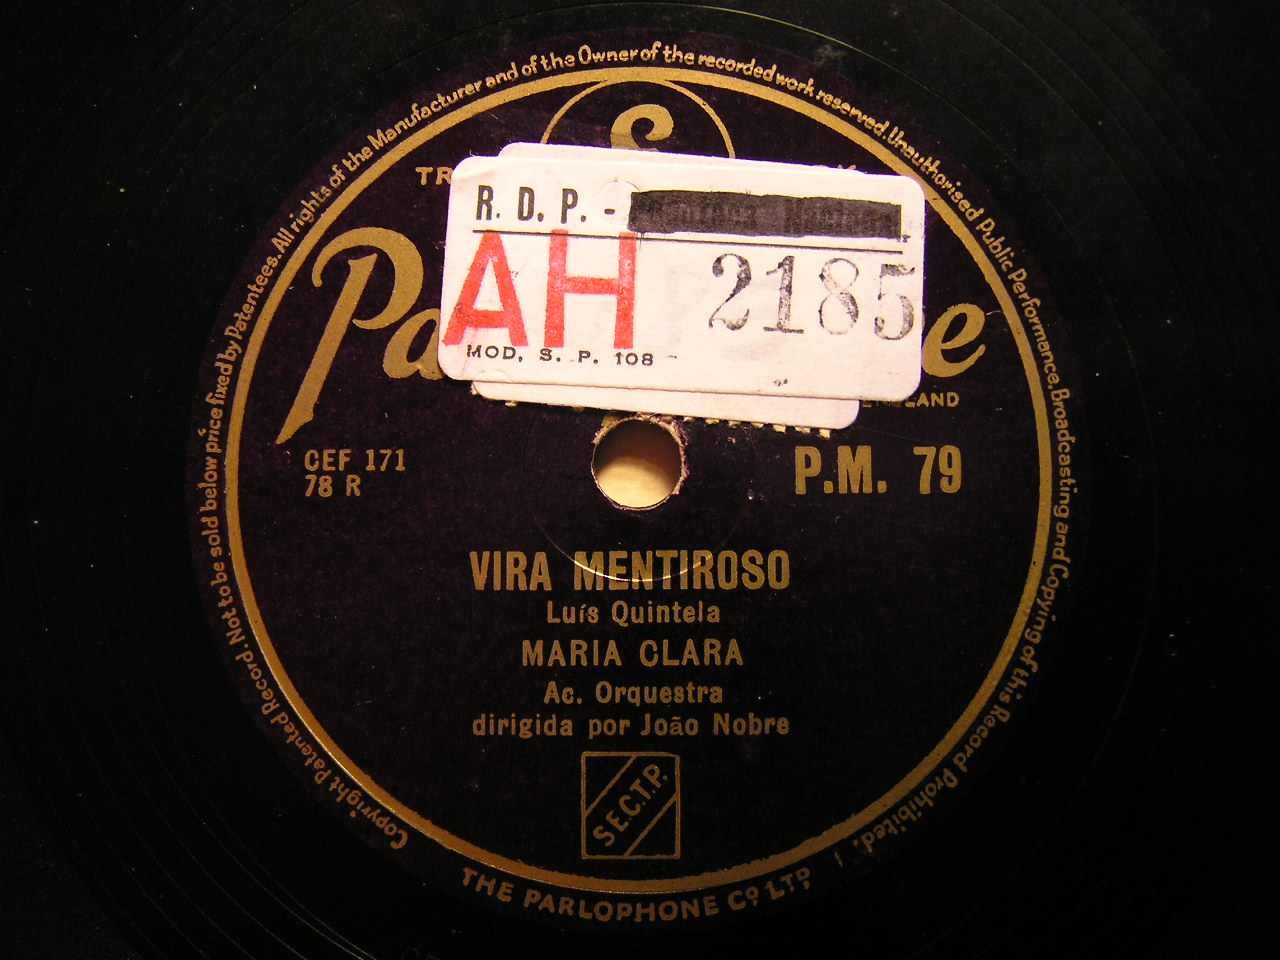 Copyright Patented Record. Not to be sold below price fixed by Patentees. All rights of the Manufacturer and of the Owner of the recorded work reserved. Unauthorised Public Performance, Broadcasting and Copying of this Record Prohibited.
R. D. P. -
AH 2185
MOD. S. P. 108
CEF 171
78 R
P.M. 79
VIRA MENTIROSO
Luís Quintela
MARIA CLARA
Ac. Orquestra
dirigida por João Nobre
S.E.C.T.P.
THE PARLOPHONE CO. LTD